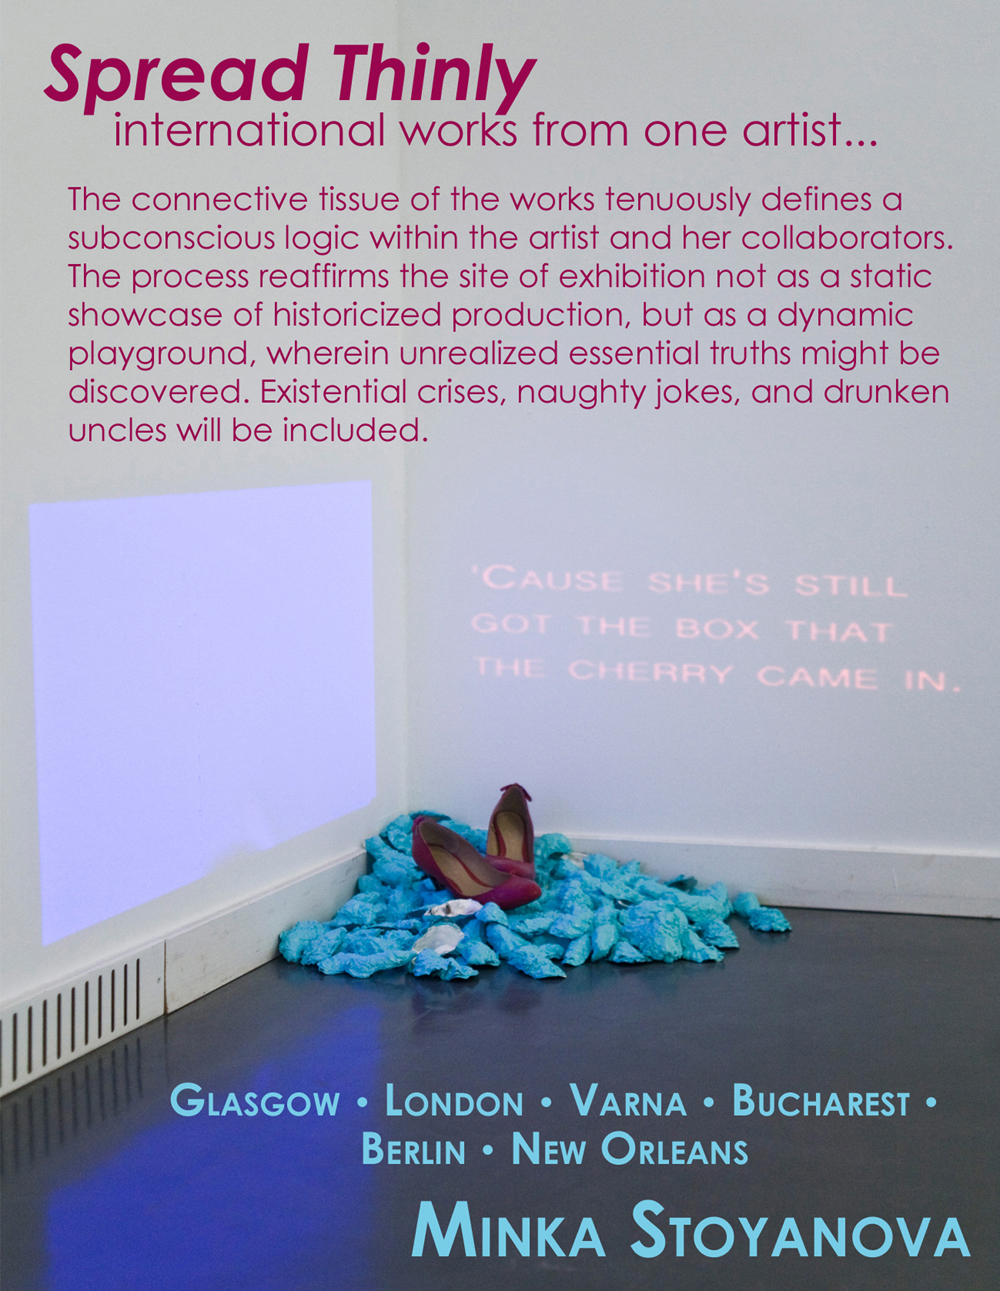 Spread Thinly
international works from one artist...
The connective tissue of the works tenuously defines a
subconscious logic within the artist and her collaborators.
The process reaffirms the site of exhibition not as a static
showcase of historicized production, but as a dynamic
playground, wherein unrealized essential truths might be
discovered. Existential crises, naughty jokes, and drunken
uncles will be included.
'CAUSE SHE'S STILL
GOT THE BOX THAT
THE CHERRY CAME IN.
GLASGOW • LONDON • VARNA • BUCHAREST •
BERLIN • NEW ORLEANS
MINKA STOYANOVA